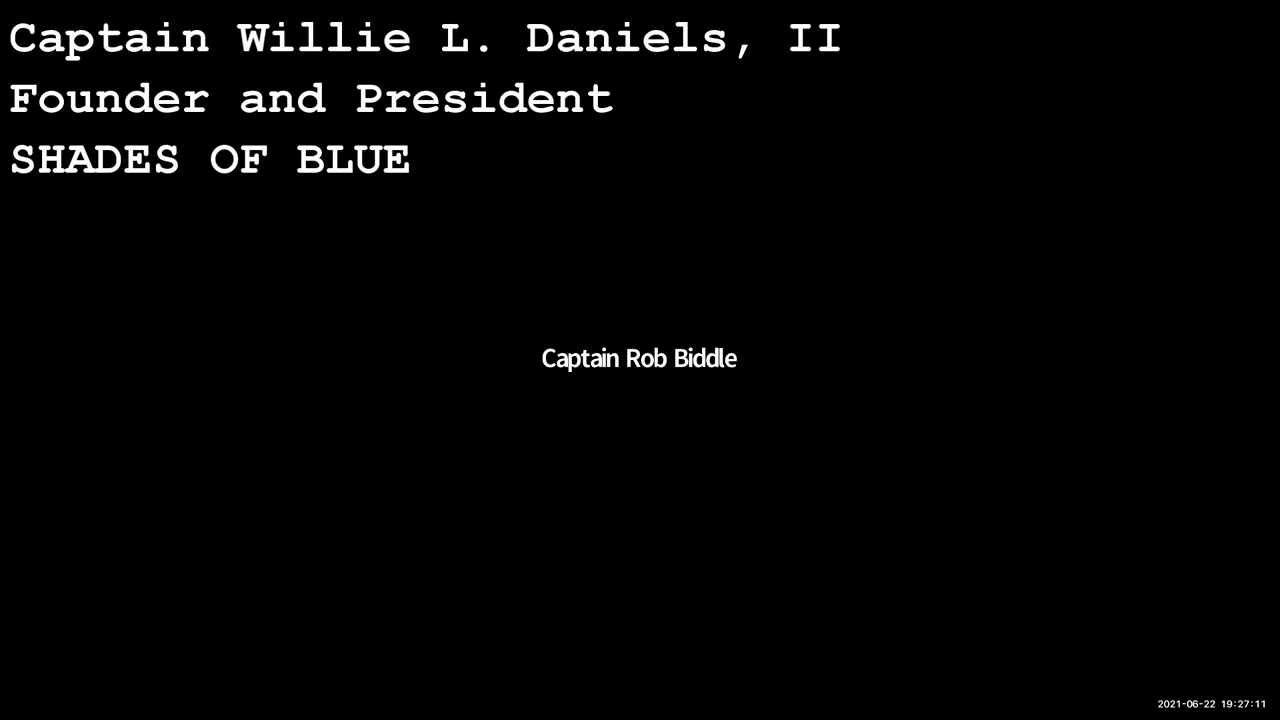 Captain Willie L. Daniels, II
Founder and President
SHADES OF BLUE
Captain Rob Biddle
2021-06-22 19:27:11